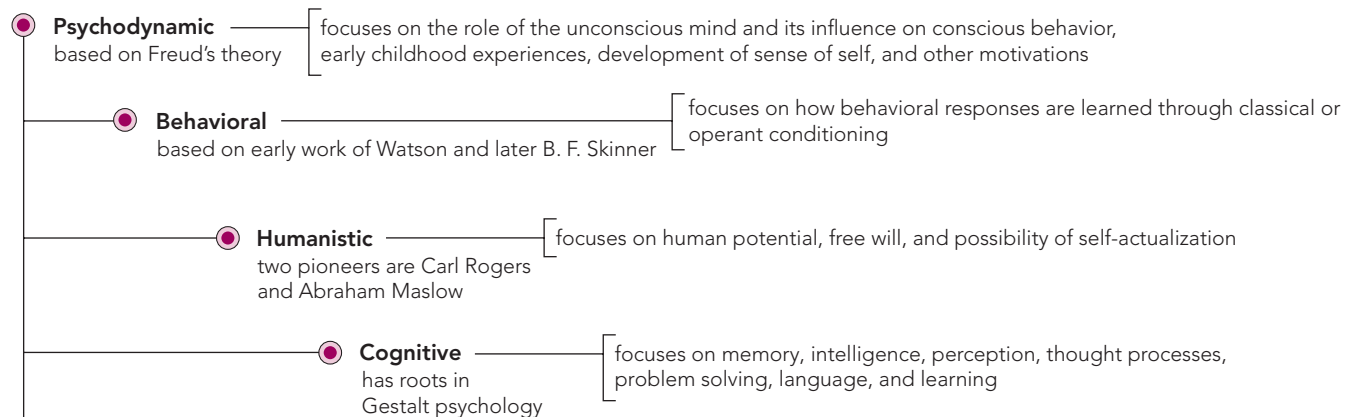 Psychodynamic
based on Freud's theory
focuses on the role of the unconscious mind and its influence on conscious behavior,
early childhood experiences, development of sense of self, and other motivations
Behavioral
based on early work of Watson and later B. F. Skinner
focuses on how behavioral responses are learned through classical or
operant conditioning
Humanistic
two pioneers are Carl Rogers
and Abraham Maslow
focuses on human potential, free will, and possibility of self-actualization
Cognitive
has roots in
Gestalt psychology
focuses on memory, intelligence, perception, thought processes,
problem solving, language, and learning